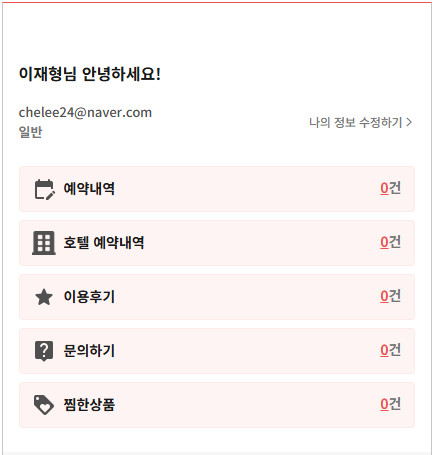 이재형님 안녕하세요!
chelee24@naver.com
일반
나의 정보 수정하기 >
예약내역 0건
호텔 예약내역 0건
이용후기 0건
문의하기 0건
찜한상품 0건